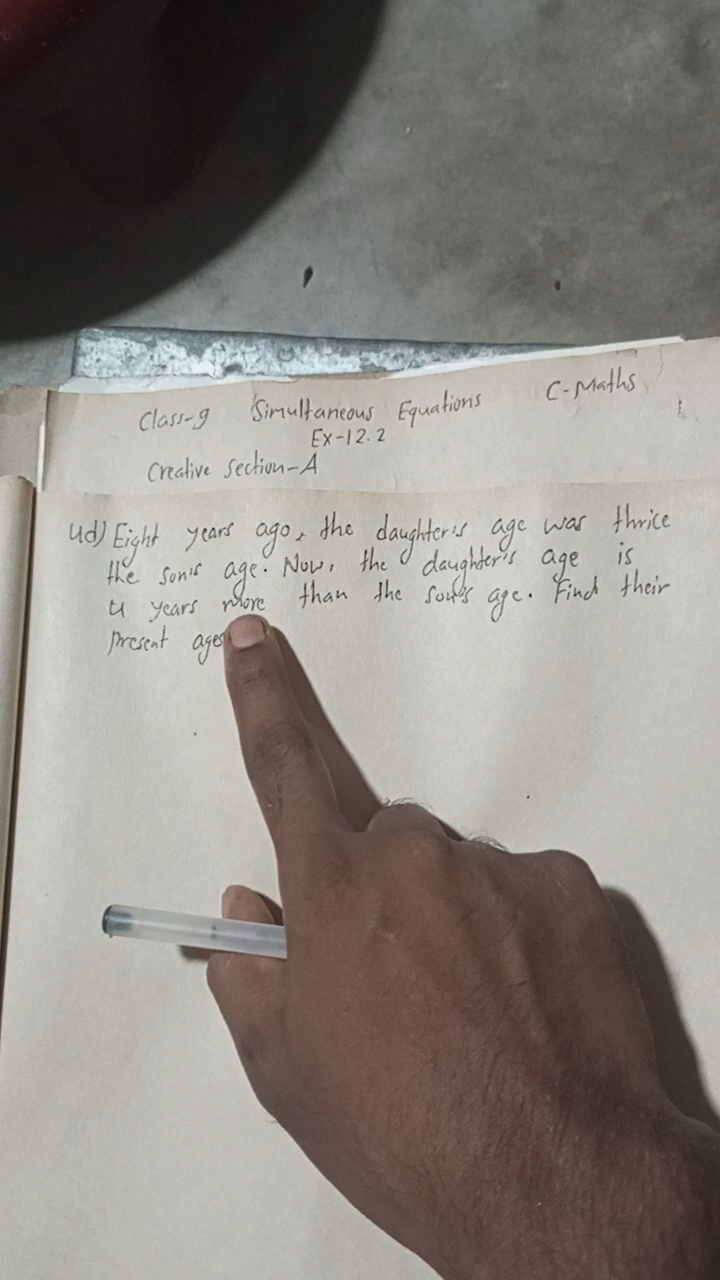 Class-9 Simultaneous Equations C-Maths
Ex-12.2
Creative section-A
4d) Eight years ago, the daughter's age was thrice
the son's age. Now, the daughter's age is
4 years more than the son's age. Find their
present ages